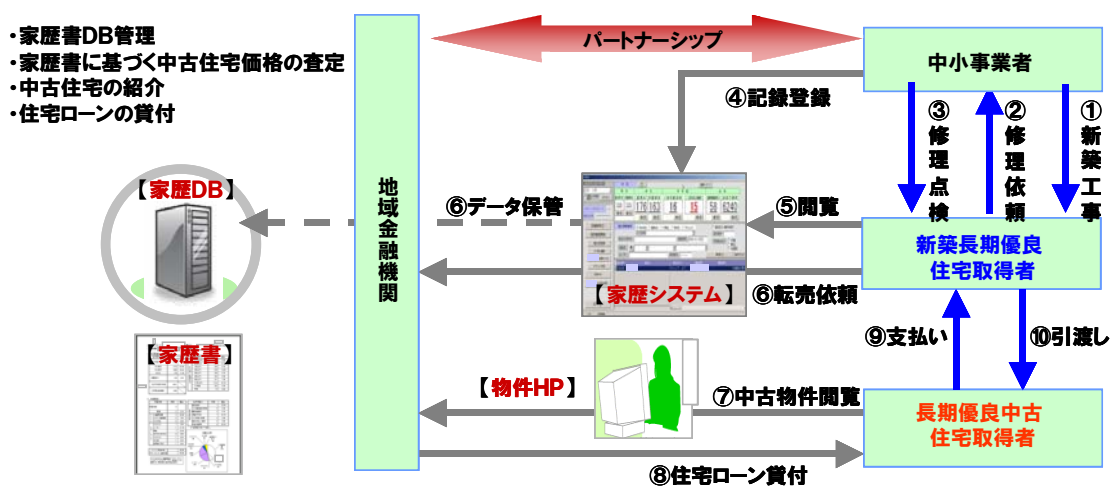 ・家歴書DB管理
・家歴書に基づく中古住宅価格の査定
・中古住宅の紹介
・住宅ローンの貸付
パートナーシップ
中小事業者
④記録登録
③修理点検
②修理依頼
①新築工事
【家歴DB】
地域金融機関
⑥データ保管
⑤閲覧
新築長期優良
住宅取得者
【家歴システム】
⑥転売依頼
【家歴書】
⑨支払い
⑩引渡し
【物件HP】
⑦中古物件閲覧
長期優良中古
住宅取得者
⑧住宅ローン貸付